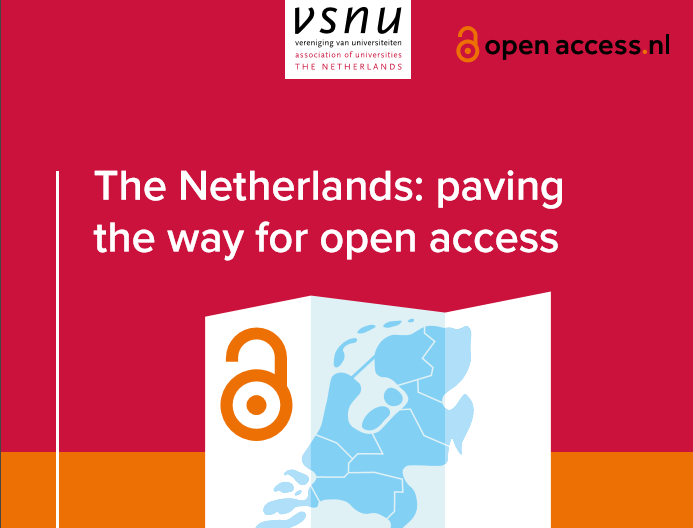 vsnu
vereniging van universiteiten
association of universities
THE NETHERLANDS
open access.nl
The Netherlands: paving
the way for open access